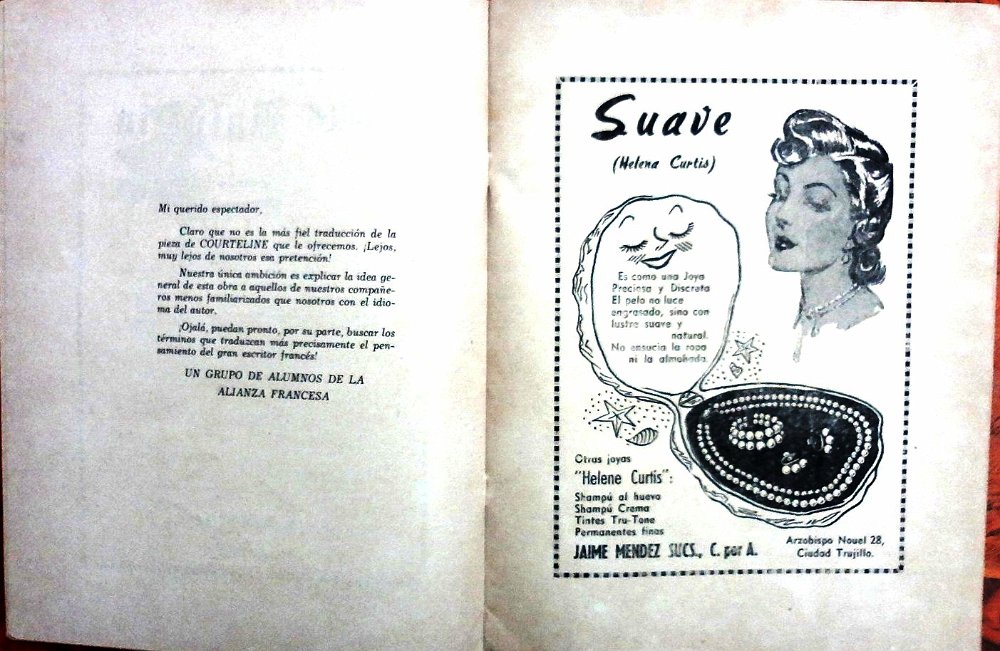 Mi querido espectador,
Claro que no es la más fiel traducción de la
pieza de COURTELINE que le ofrecemos. ¡Lejos,
muy lejos de nosotros esa pretención!
Nuestra única ambición es explicar la idea ge-
neral de esta obra a aquellos de nuestros compañe-
ros menos familiarizados que nosotros con el idio-
ma del autor.
¡Ojalá, puedan pronto, por su parte, buscar los
términos que traduzcan más precisamente el pen-
samiento del gran escritor francés!
UN GRUPO DE ALUMNOS DE LA
ALIANZA FRANCESA
Suave
(Helena Curtis)
Es como una Joya
Preciosa y Discreta
El pelo no luce
engrasado, sino con
lustre suave y
natural.
No ensucia la ropa
ni la almohada.
Otras joyas
"Helene Curtis":
Shampú al huevo
Shampú Crema
Tintes Tru-Tone
Permanentes finas
JAIME MENDEZ SUCS., C. por A.
Arzobispo Nouel 28,
Ciudad Trujillo.